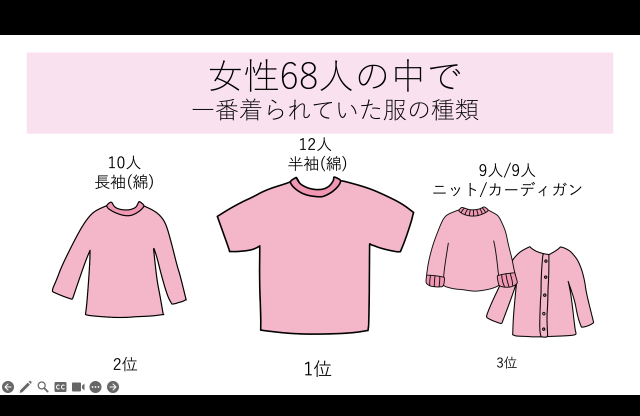 女性68人の中で
一番着られていた服の種類
12人
半袖(綿)
10人
長袖(綿)
9人/9人
ニット/カーディガン
2位
1位
3位
CC